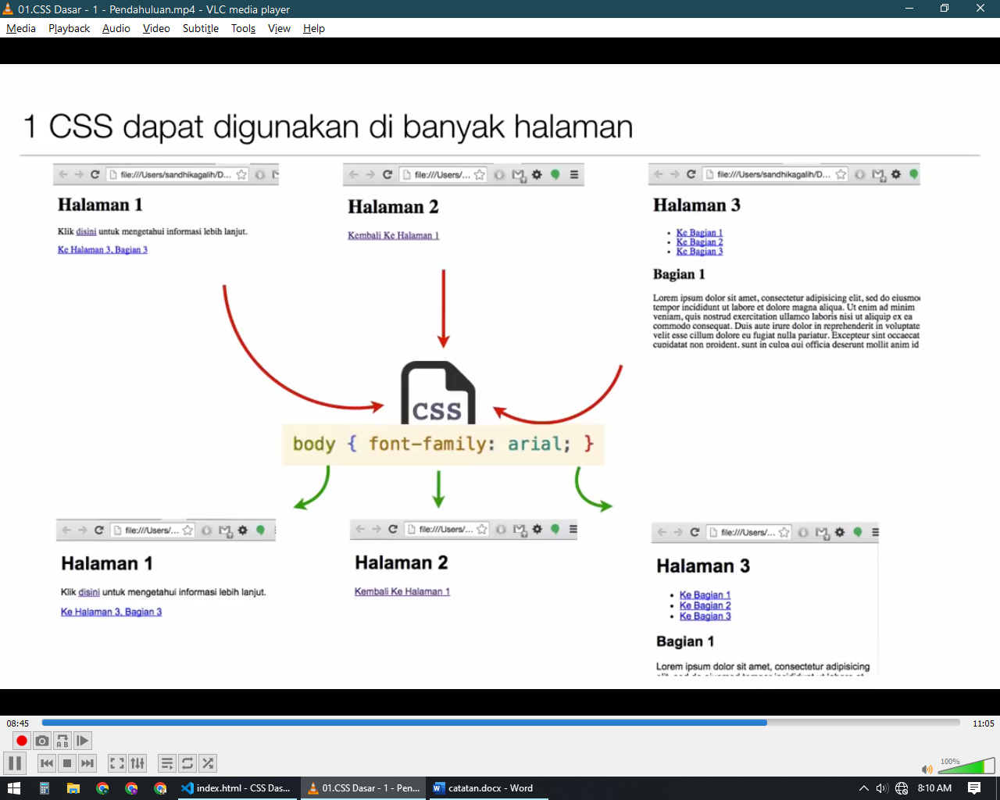 01.CSS Dasar - 1 - Pendahuluan.mp4 - VLC media player
Media Playback Audio Video Subtitle Tools View Help
1 CSS dapat digunakan di banyak halaman
file:///Users/sandhikagalih/D...
Halaman 1
Klik disini untuk mengetahui informasi lebih lanjut.
Ke Halaman 3, Bagian 3
file:///Users/...
Halaman 2
Kembali Ke Halaman 1
file:///Users/sandhikagalih/D...
Halaman 3
Ke Bagian 1
Ke Bagian 2
Ke Bagian 3
Bagian 1
Lorem ipsum dolor sit amet, consectetur adipisicing elit, sed do eiusmo
tempor incididunt ut labore et dolore magna aliqua. Ut enim ad minim
veniam, quis nostrud exercitation ullamco laboris nisi ut aliquip ex ea
commodo consequat. Duis aute irure dolor in reprehenderit in voluptate
velit esse cillum dolore eu fugiat nulla pariatur. Excepteur sint occaecat
cupidatat non proident, sunt in culpa qui officia deserunt mollit anim id
CSS
body { font-family: arial; }
file:///Users/...
Halaman 1
Klik disini untuk mengetahui informasi lebih lanjut.
Ke Halaman 3, Bagian 3
file:///Users/...
Halaman 2
Kembali Ke Halaman 1
file:///Users/...
Halaman 3
Ke Bagian 1
Ke Bagian 2
Ke Bagian 3
Bagian 1
Lorem ipsum dolor sit amet, consectetur adipisicing
08:45
11:05
A B
100%
index.html - CSS Das...
01.CSS Dasar - 1 - Pen...
catatan.docx - Word
8:10 AM